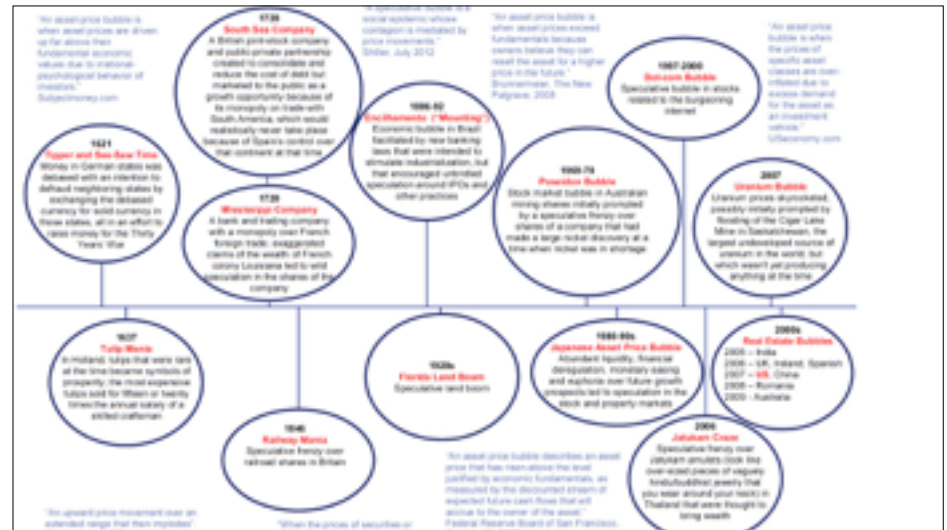 "An asset price bubble is
when asset prices are driven
up far above their
fundamental economic
values due to irrational-
psychological behavior of
investors."
1720
South Sea Company
A British joint-stock company
and public-private partnership
created to consolidate and
reduce the cost of debt but
marketed to the public as a
growth opportunity because of
its monopoly on trade with
South America, which would
realistically never take place
because of Spain's control over
that continent at that time
"A speculative bubble is a
social epidemic whose
contagion is mediated by
price movements."
Shiller, July 2012
"An asset price bubble is
when asset prices exceed
fundamentals because
owners believe they can
resell the asset for a higher
price in the future."
Brunnermeier, The New
Palgrave, 2008
1997-2000
Dot-com Bubble
Speculative bubble in stocks
related to the burgeoning
internet
"An asset price
bubble is when
the prices of
specific asset
classes are over-
inflated due to
excess demand
for the asset as
an investment
vehicle."
USeconomy.com
1621
Tipper and See-Saw Time
Money in German states was
debased with an intention to
defraud neighboring states by
exchanging the debased
currency for solid currency in
those states, all in an effort to
raise money for the Thirty
Years' War
1720
Mississippi Company
A bank and trading company
with a monopoly over French
foreign trade; exaggerated
claims of the wealth of French
colony Louisiana led to wild
speculation in the shares of the
company
1886-92
Encilhamento ("Mounting")
Economic bubble in Brazil
facilitated by new banking
laws that were intended to
stimulate industrialization, but
that encouraged unbridled
speculation around IPOs and
other practices
Poseidon Bubble
Stock market bubble in Australian
mining shares initially prompted
by a speculative frenzy over
shares of a company that had
made a large nickel discovery at a
time when nickel was in shortage
2007
Uranium Bubble
Uranium prices skyrocketed,
possibly initially prompted by
flooding of the Cigar Lake
Mine in Saskatchewan, the
largest undeveloped source of
uranium in the world, but
which wasn't yet producing
anything at the time
1637
Tulip Mania
In Holland, tulips that were rare
at the time became symbols of
prosperity; the most expensive
tulips sold for fifteen or twenty
times the annual salary of a
skilled craftsman
1846
Railway Mania
Speculative frenzy over
railroad shares in Britain
1920s
Florida Land Boom
Speculative land boom
1980-90s
Japanese Asset Price Bubble
Abundant liquidity, financial
deregulation, monetary easing
and euphoria over future growth
prospects led to speculation in the
stock and property markets
2000s
Real Estate Bubbles
2005 – India
2006 – UK, Ireland, Spanish
2007 – US, China
2008 – Romania
2009 - Australia
2006
Jatukam Craze
Speculative frenzy over
Jatukam amulets (look like
over-sized pieces of vaguely
hindu/buddhist jewelry that
you wear around your neck) in
Thailand that were thought to
bring wealth
"An asset price bubble describes an asset
price that has risen above the level
justified by economic fundamentals, as
measured by the discounted stream of
expected future cash flows that will
accrue to the owner of the asset."
Federal Reserve Board of San Francisco,
"An upward price movement over an
extended range that then implodes".
"When the prices of securities or